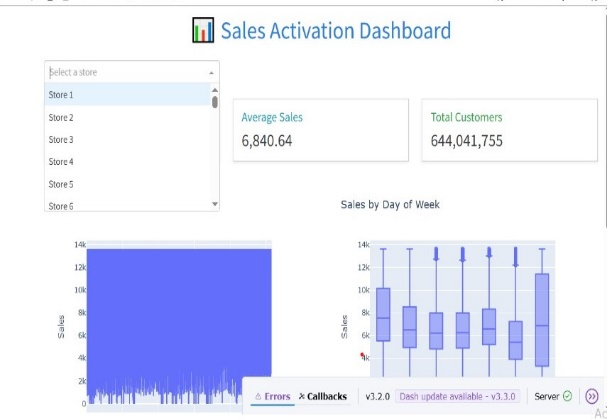 Sales Activation Dashboard
Select a store
Store 1
Store 2
Store 3
Store 4
Store 5
Store 6
Average Sales
6,840.64
Total Customers
644,041,755
Sales by Day of Week
14k
12k
10k
8k
6k
4k
2k
0
Sales
14k
12k
10k
8k
6k
4k
Sales
Errors
Callbacks
v3.2.0
Dash update available - v3.3.0
Server